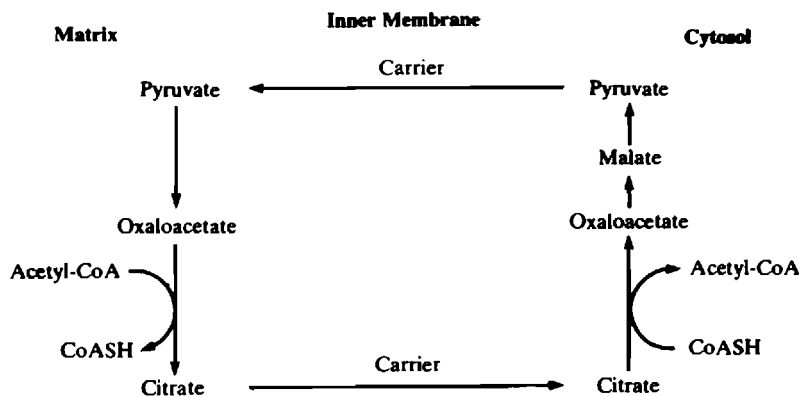 Matrix Inner Membrane Cytosol
Pyruvate Carrier Pyruvate
Malate
Oxaloacetate Oxaloacetate
Acetyl-CoA Acetyl-CoA
CoASH CoASH
Citrate Carrier Citrate